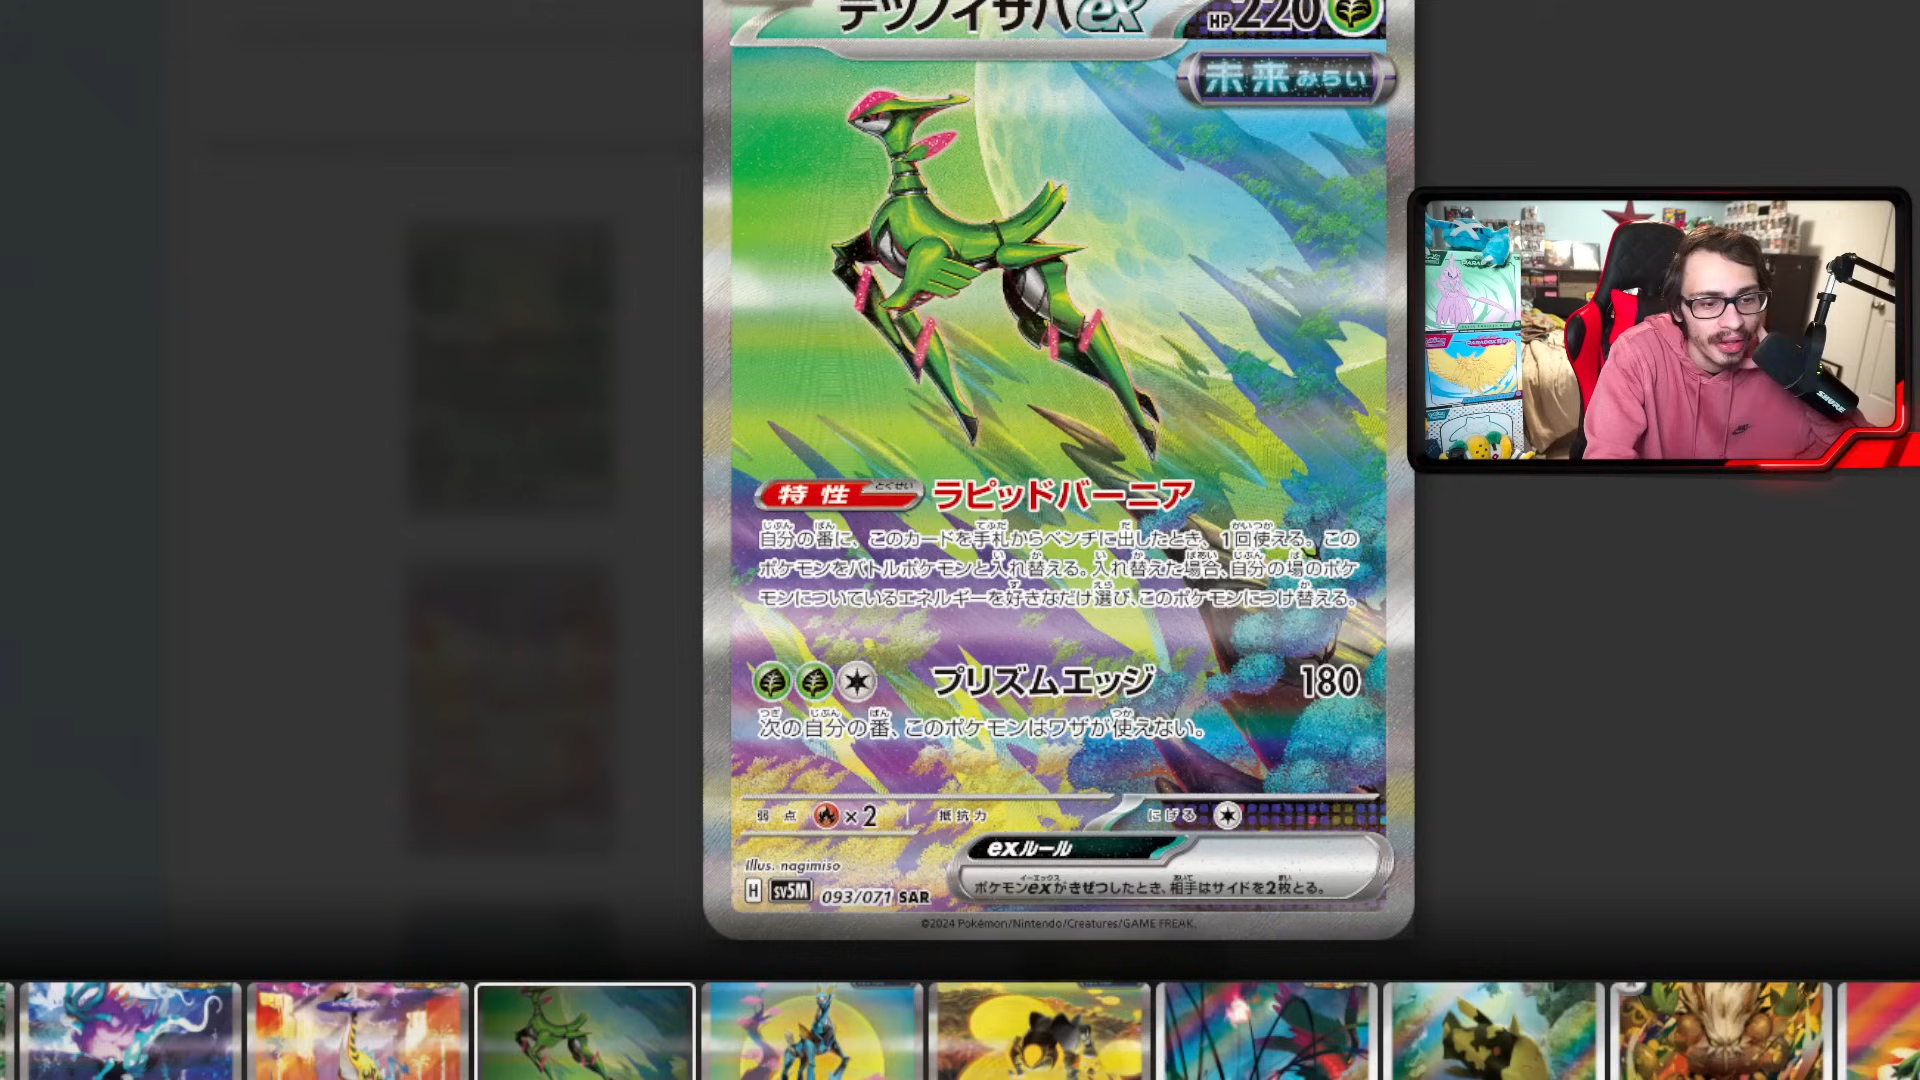 テツノイサハex HP220
未来 みらい
特性 とくせい ラピッドバーニア
自分の番に、このカードを手札からベンチに出したとき、1回使える。この
ポケモンをバトルポケモンと入れ替える。入れ替えた場合、自分の場のポケ
モンについているエネルギーを好きなだけ選び、このポケモンにつけ替える。
プリズムエッジ 180
次の自分の番、このポケモンはワザが使えない。
弱点 ×2 抵抗力 にげる
exルール
ポケモンexがきぜつしたとき、相手はサイドを2枚とる。
Illus. nagimiso
H sv5M 093/071 SAR
©2024 Pokémon/Nintendo/Creatures/GAME FREAK.
SHURE